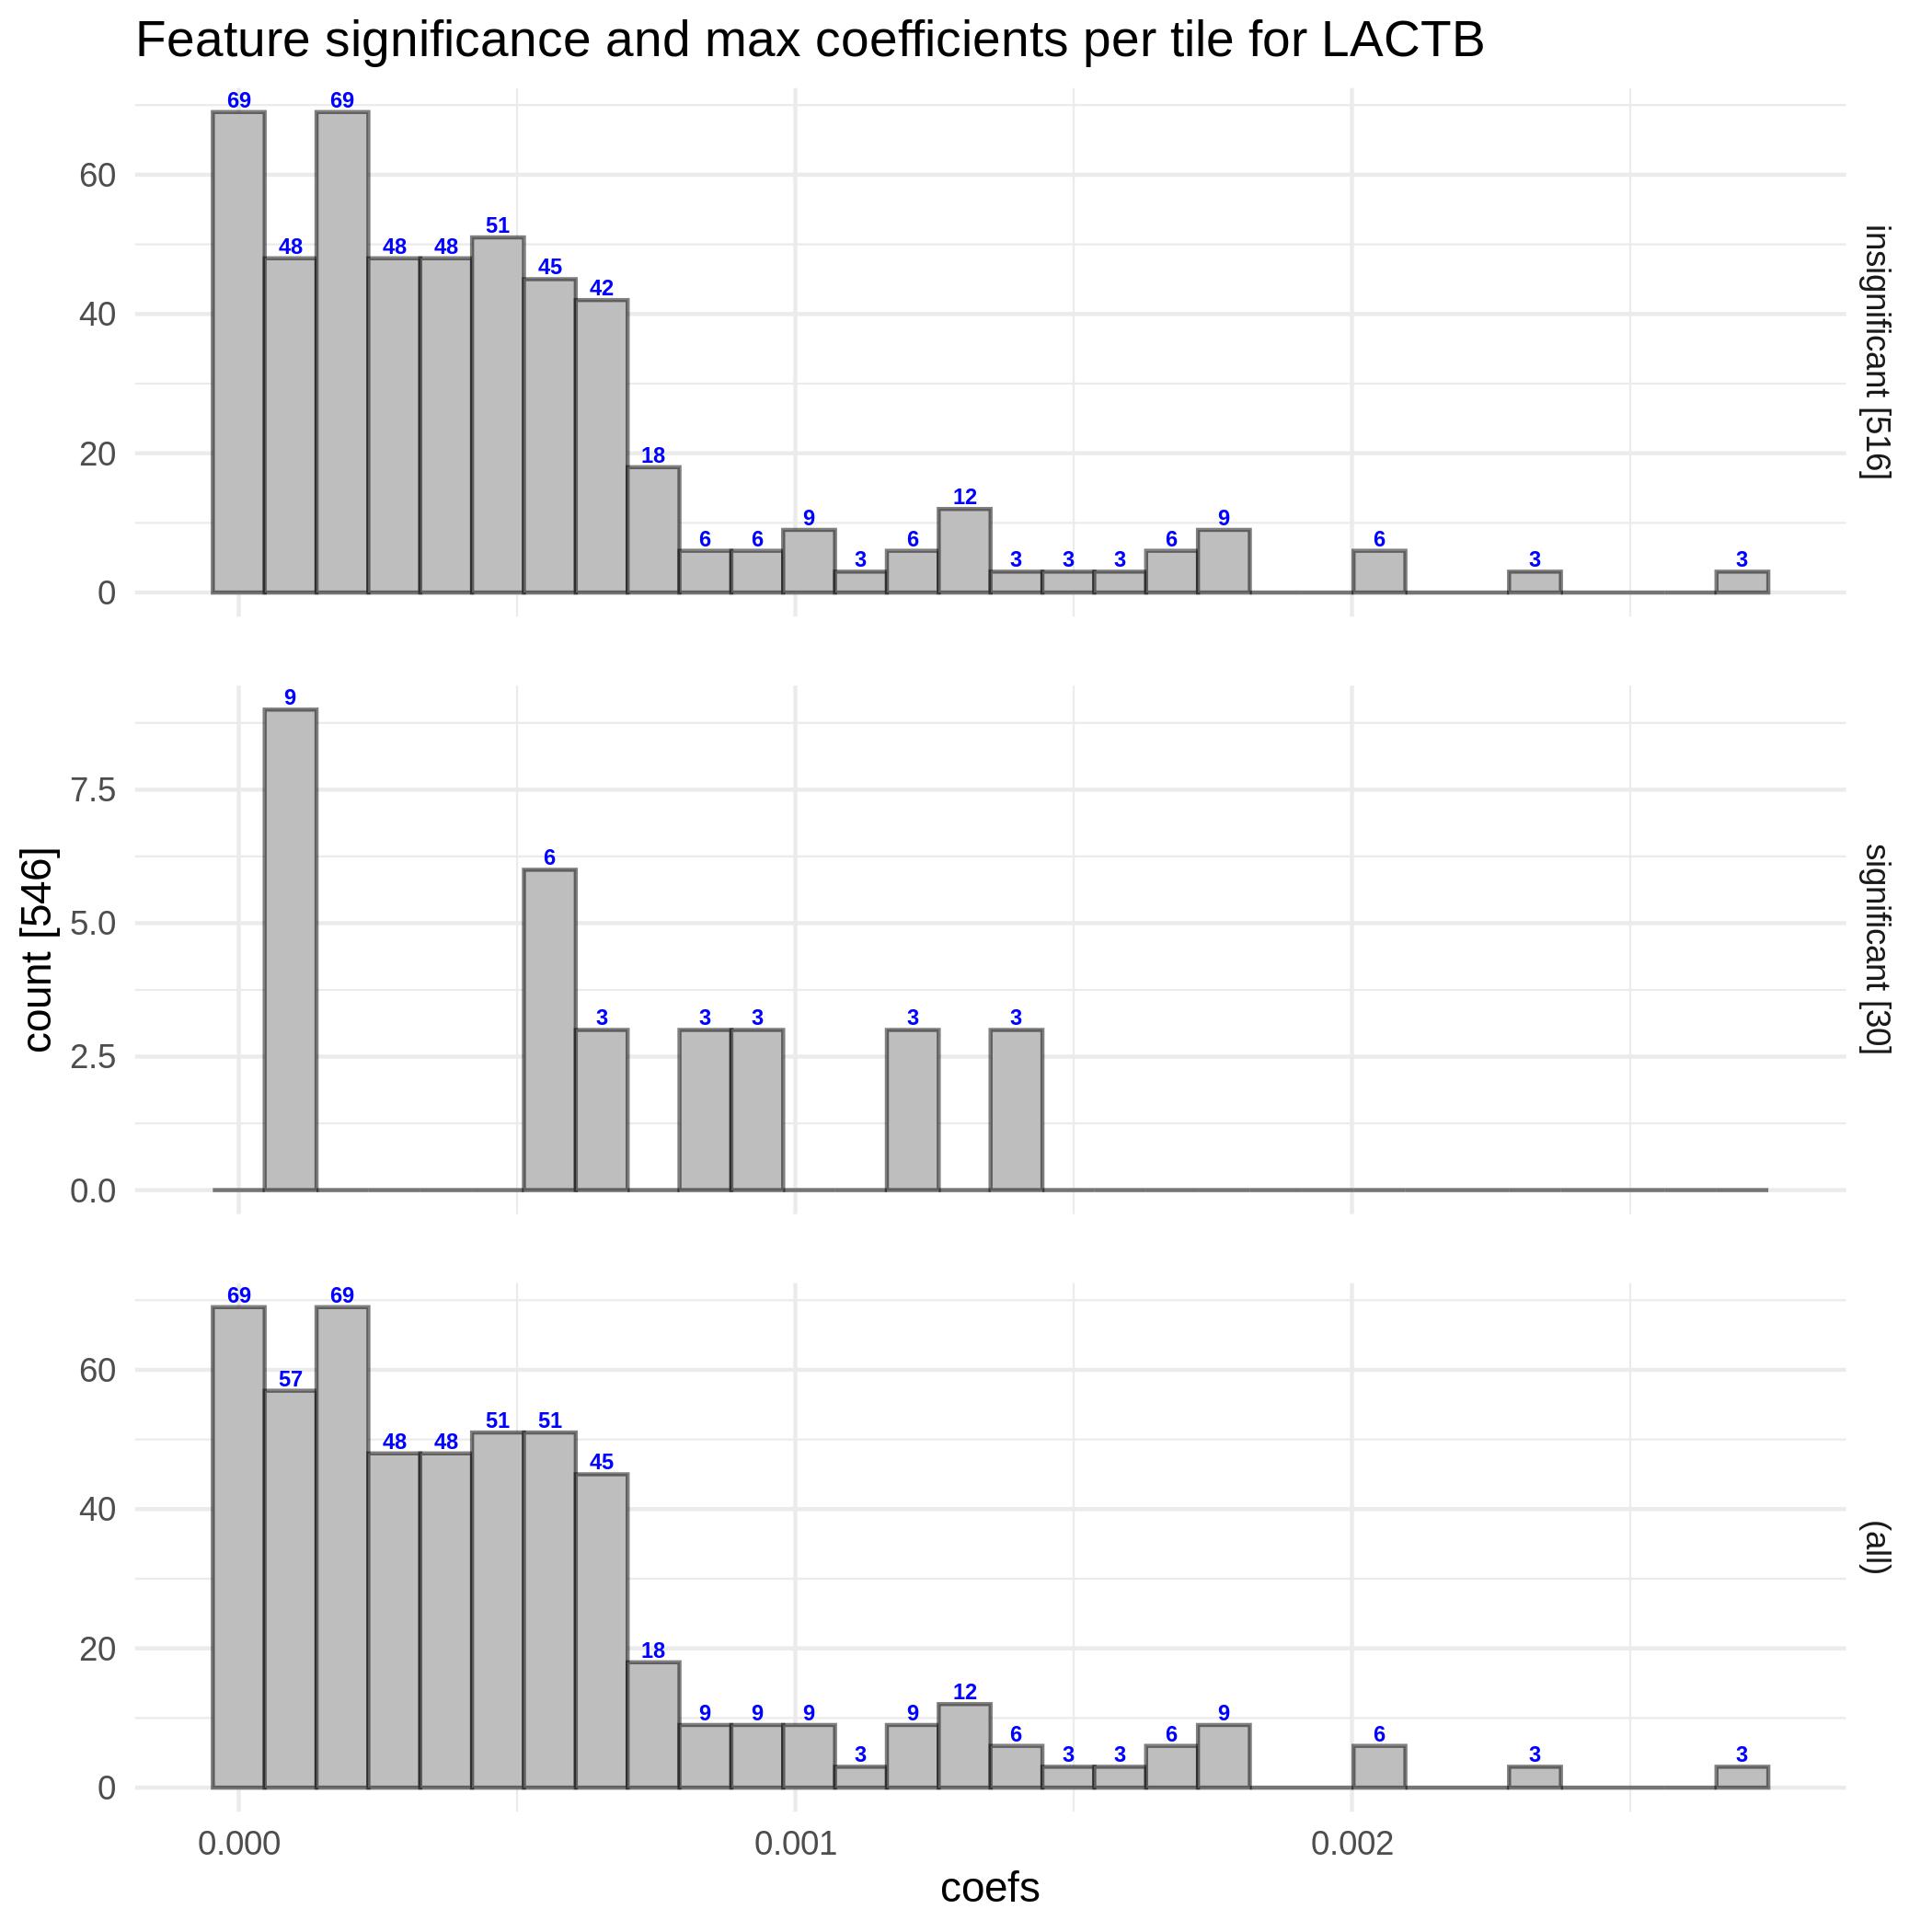 Feature significance and max coefficients per tile for LACTB
69 48 69 48 48 51 45 42 18 6 6 9 3 6 12 3 3 3 6 9 6 3 3
60
40
20
0
insignificant [516]
9 6 3 3 3 3 3
7.5
5.0
2.5
0.0
count [546]
significant [30]
69 57 69 48 48 51 51 45 18 9 9 9 3 9 12 6 3 3 6 9 6 3 3
60
40
20
0
(all)
0.000 0.001 0.002
coefs